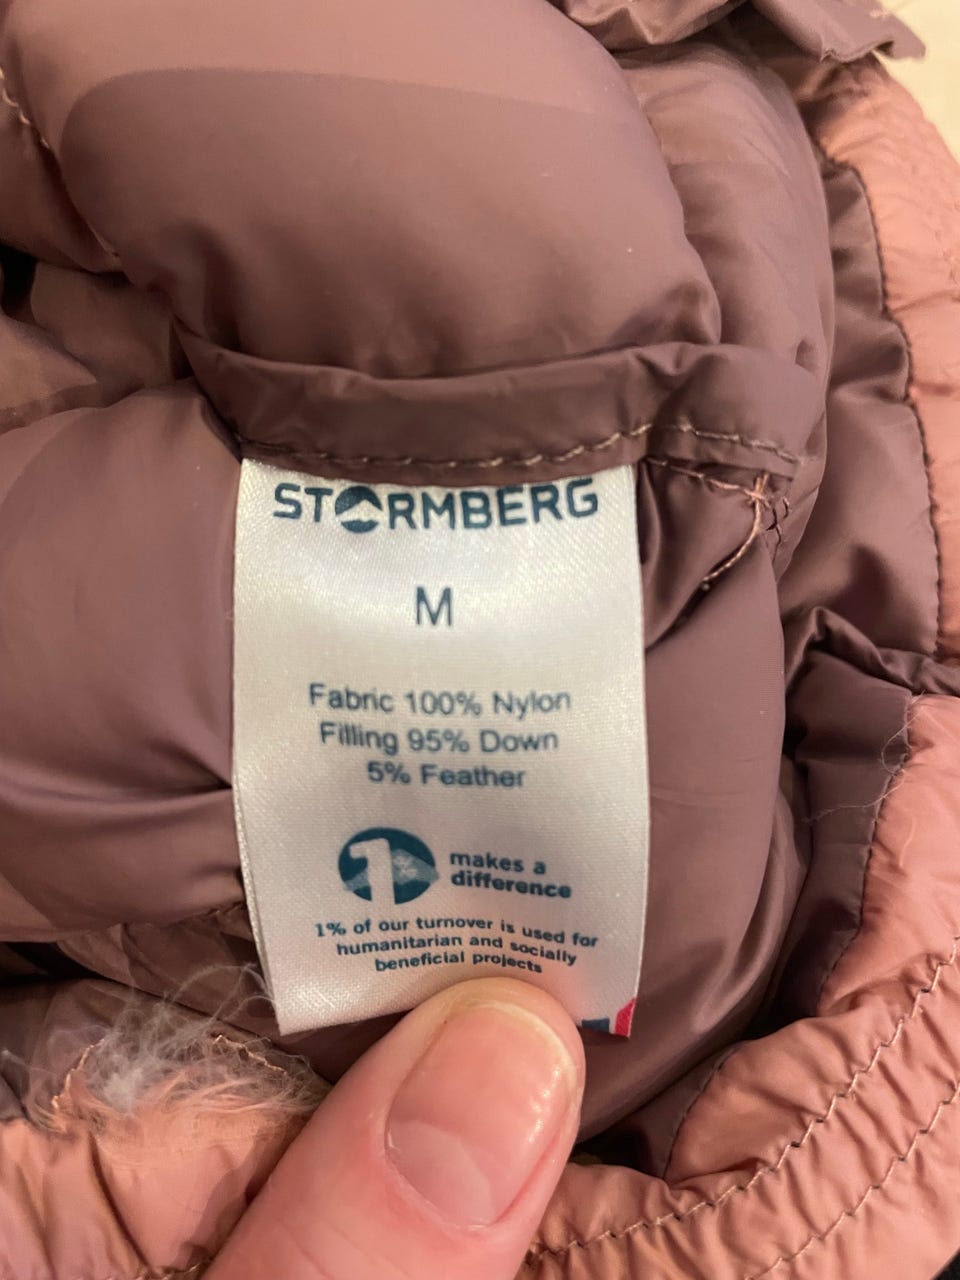 STORMBERG
M
Fabric 100% Nylon
Filling 95% Down
5% Feather
1%
makes a
difference
1% of our turnover is used for
humanitarian and socially
beneficial projects